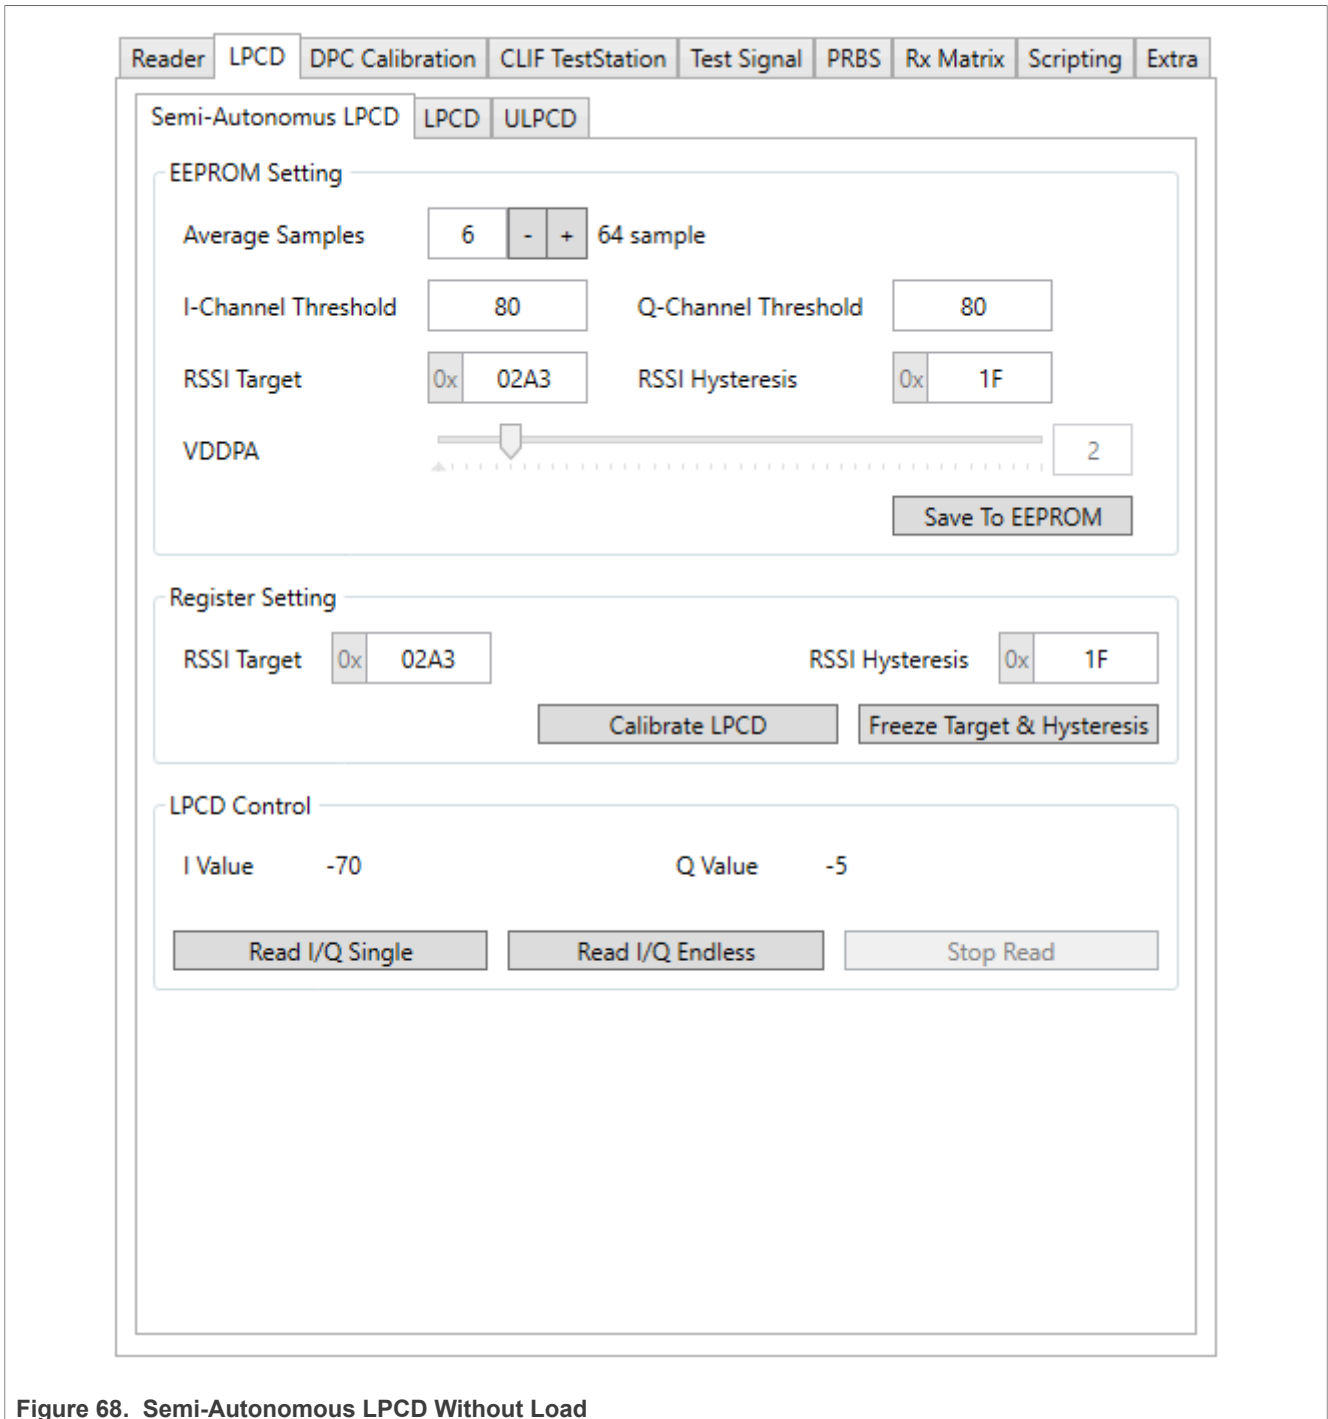 Reader LPCD DPC Calibration CLIF TestStation Test Signal PRBS Rx Matrix Scripting Extra
Semi-Autonomus LPCD LPCD ULPCD
EEPROM Setting
Average Samples 6 - + 64 sample
I-Channel Threshold 80 Q-Channel Threshold 80
RSSI Target 0x 02A3 RSSI Hysteresis 0x 1F
VDDPA 2
Save To EEPROM
Register Setting
RSSI Target 0x 02A3 RSSI Hysteresis 0x 1F
Calibrate LPCD Freeze Target & Hysteresis
LPCD Control
I Value -70 Q Value -5
Read I/Q Single Read I/Q Endless Stop Read
Figure 68. Semi-Autonomous LPCD Without Load